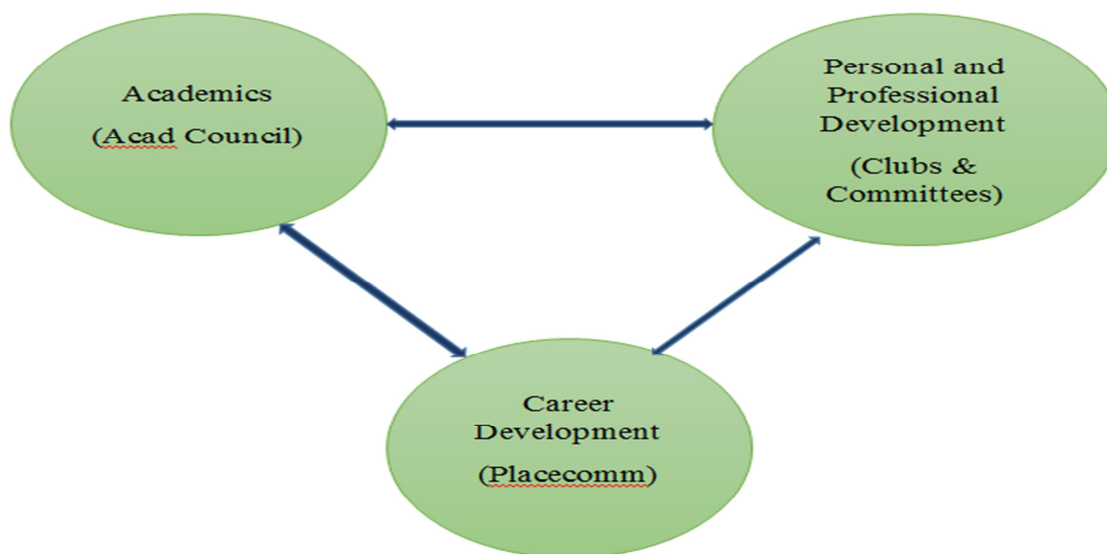 Academics
(Acad Council)
Personal and
Professional
Development
(Clubs &
Committees)
Career
Development
(Placecomm)